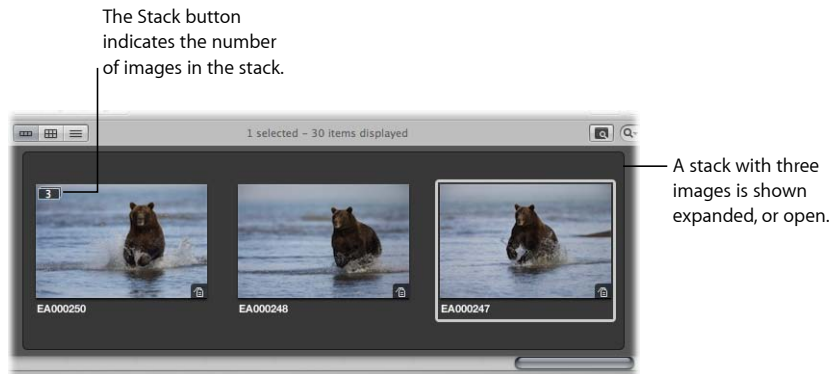 The Stack button
indicates the number
of images in the stack.
1 selected – 30 items displayed
A stack with three
images is shown
expanded, or open.
3
EA000250
EA000248
EA000247